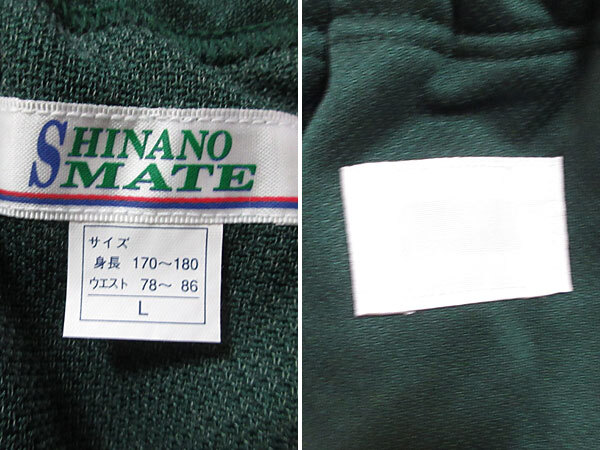 SHINANO
MATE
サイズ
身長 170～180
ウエスト 78～ 86
L